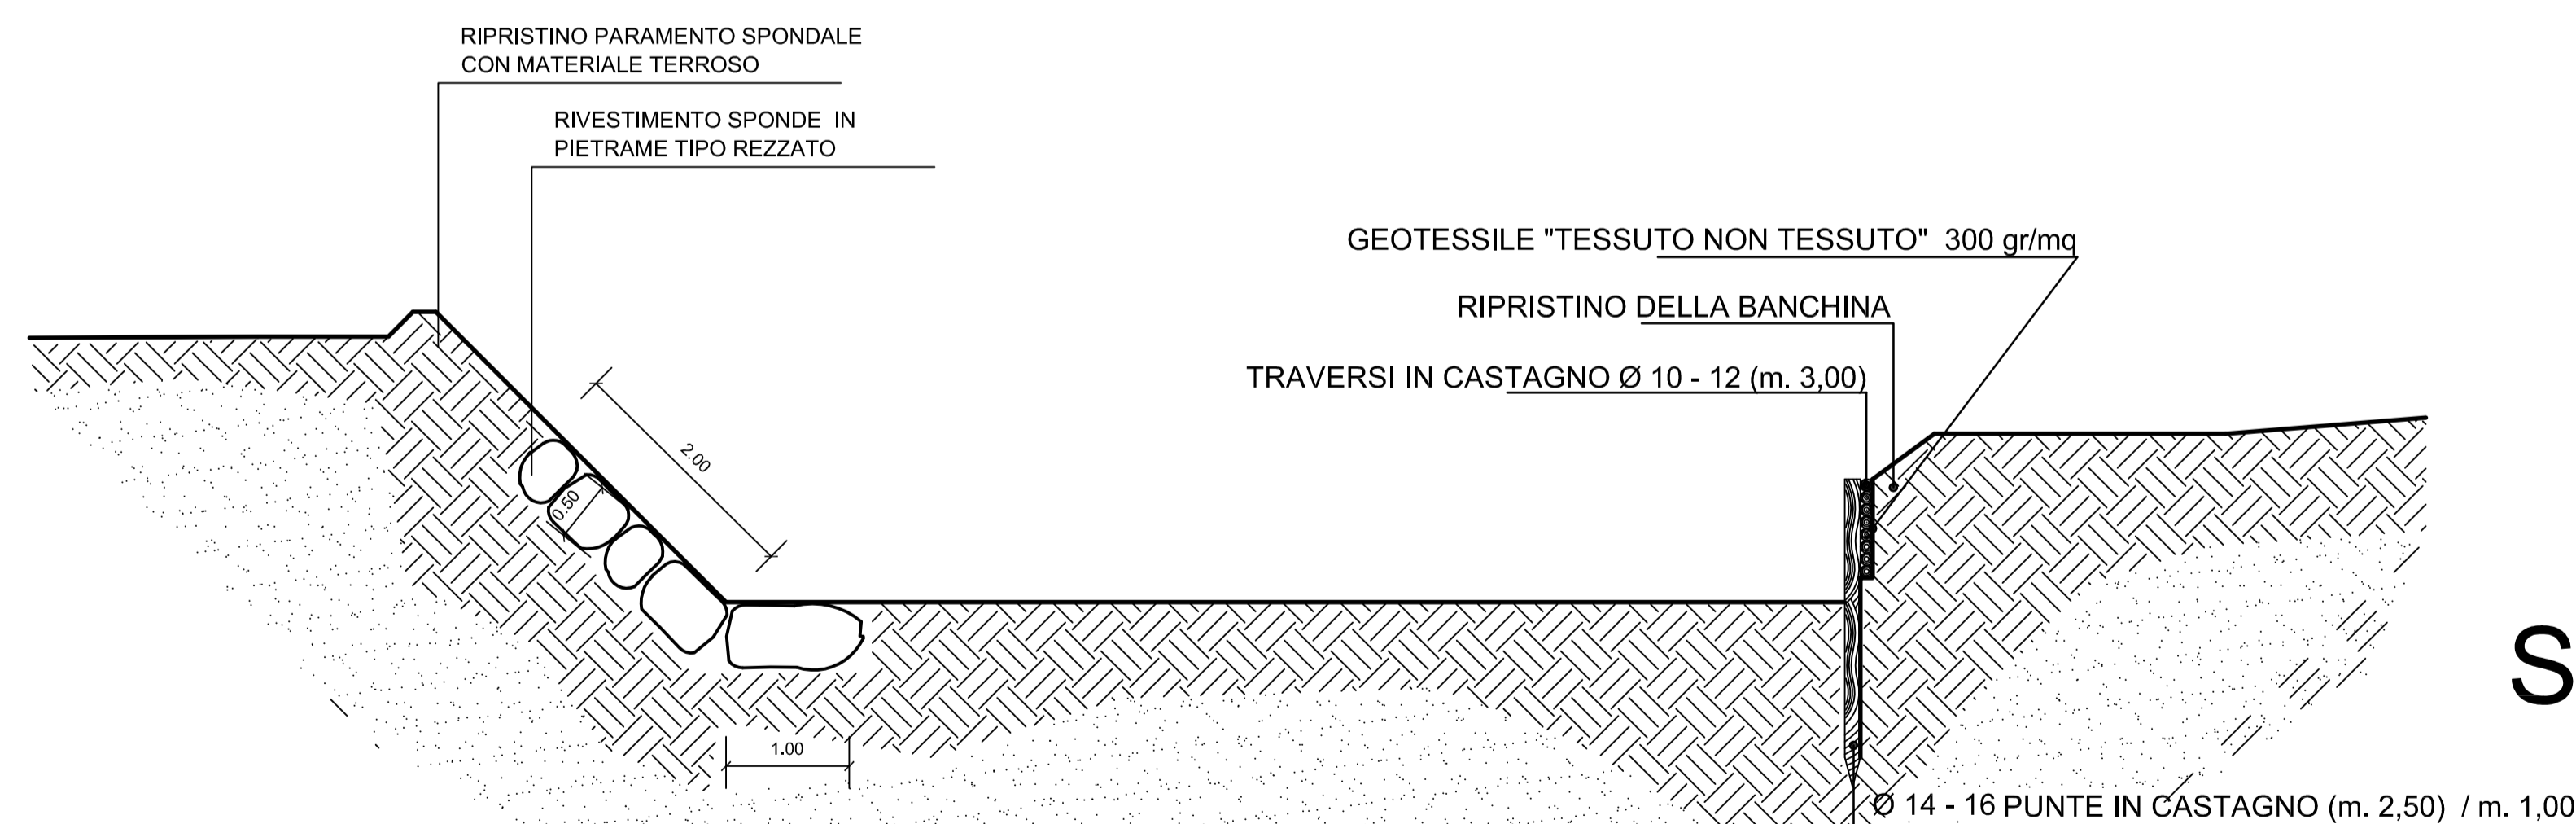 RIPRISTINO PARAMENTO SPONDALE
CON MATERIALE TERROSO
RIVESTIMENTO SPONDE IN
PIETRAME TIPO REZZATO
GEOTESSILE "TESSUTO NON TESSUTO" 300 gr/mq
RIPRISTINO DELLA BANCHINA
TRAVERSI IN CASTAGNO Ø 10 - 12 (m. 3,00)
2.00
0.50
S
1.00
Ø 14 - 16 PUNTE IN CASTAGNO (m. 2,50) / m. 1,00